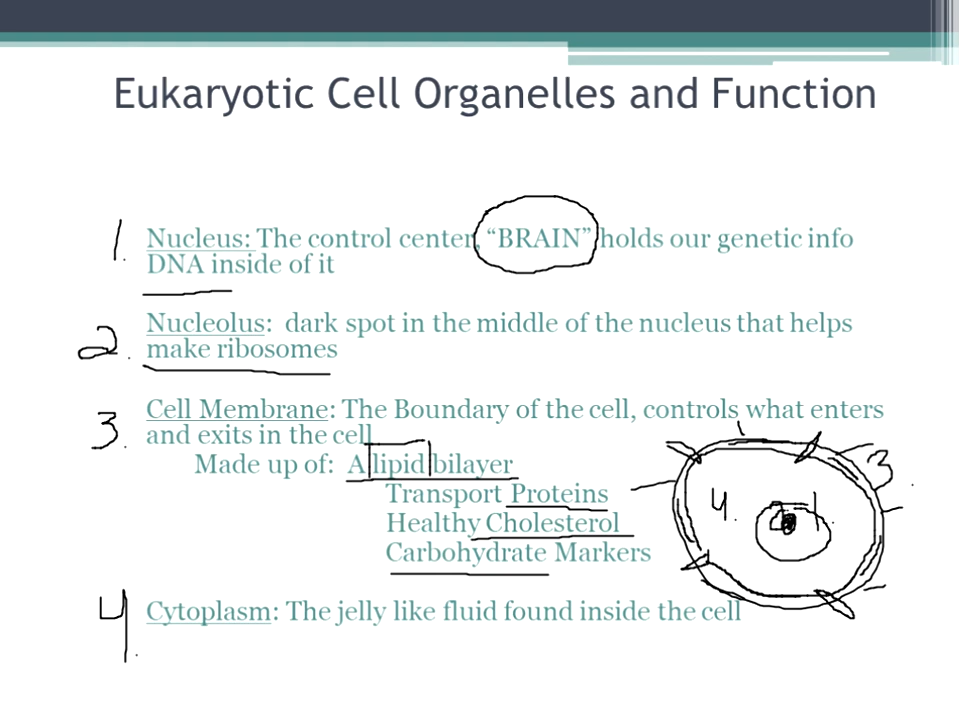 Eukaryotic Cell Organelles and Function
1. Nucleus: The control center, “BRAIN” holds our genetic info
DNA inside of it
2. Nucleolus: dark spot in the middle of the nucleus that helps
make ribosomes
3. Cell Membrane: The Boundary of the cell, controls what enters
and exits in the cell
Made up of: A lipid bilayer
Transport Proteins
Healthy Cholesterol
Carbohydrate Markers
3.
4.
2
1.
4. Cytoplasm: The jelly like fluid found inside the cell